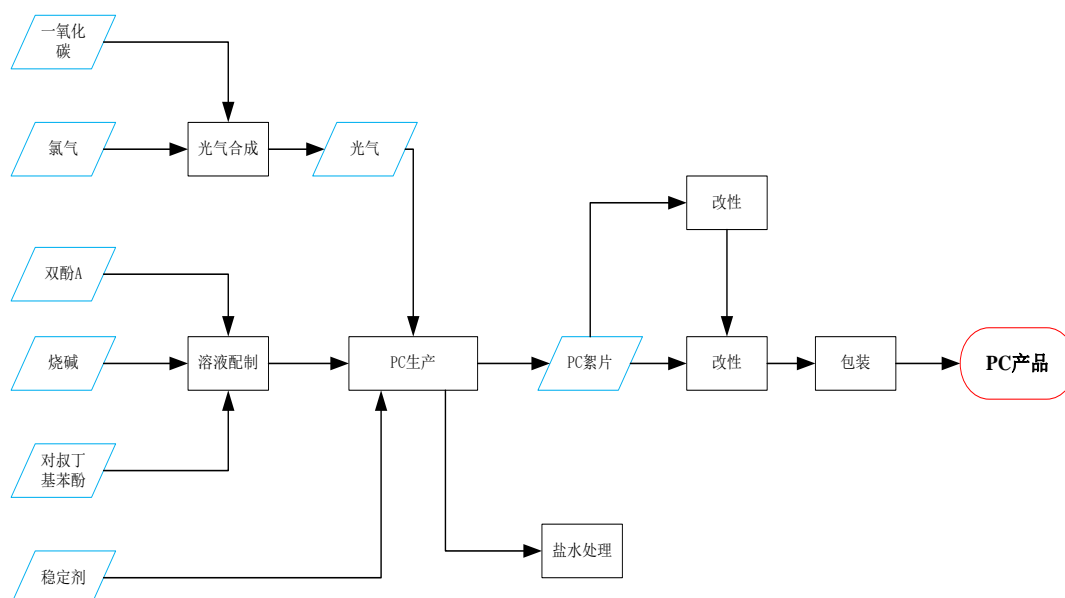 一氧化
碳
氯气
光气合成
光气
改性
双酚A
烧碱
溶液配制
PC生产
PC絮片
改性
包装
PC产品
对叔丁
基苯酚
盐水处理
稳定剂